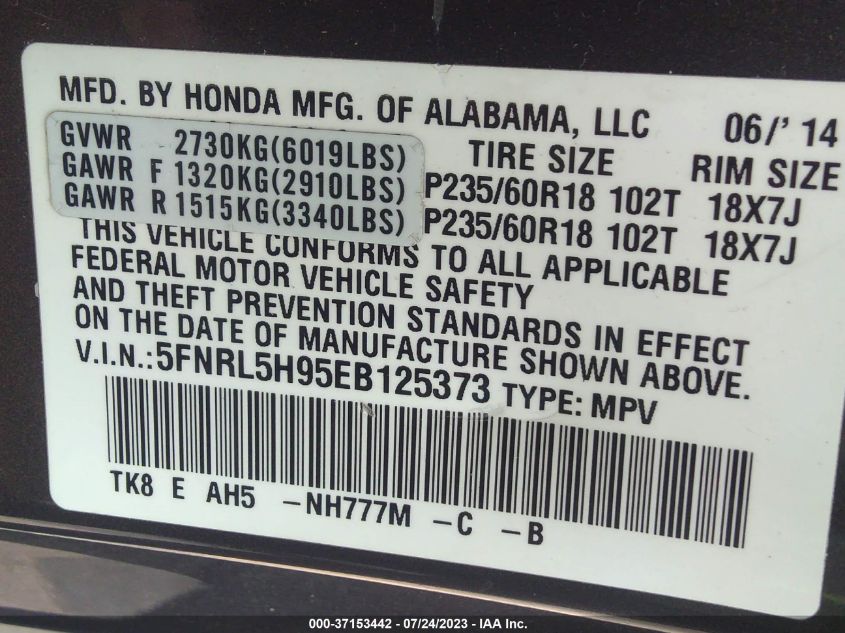 MFD. BY HONDA MFG. OF ALABAMA, LLC 06/' 14
GVWR 2730KG(6019LBS) TIRE SIZE RIM SIZE
GAWR F 1320KG(2910LBS) P235/60R18 102T 18X7J
GAWR R 1515KG(3340LBS) P235/60R18 102T 18X7J
THIS VEHICLE CONFORMS TO ALL APPLICABLE
FEDERAL MOTOR VEHICLE SAFETY
AND THEFT PREVENTION STANDARDS IN EFFECT
ON THE DATE OF MANUFACTURE SHOWN ABOVE.
V.I.N.:5FNRL5H95EB125373 TYPE: MPV
TK8 E AH5 -NH777M -C -B
000-37153442 - 07/24/2023 - IAA Inc.